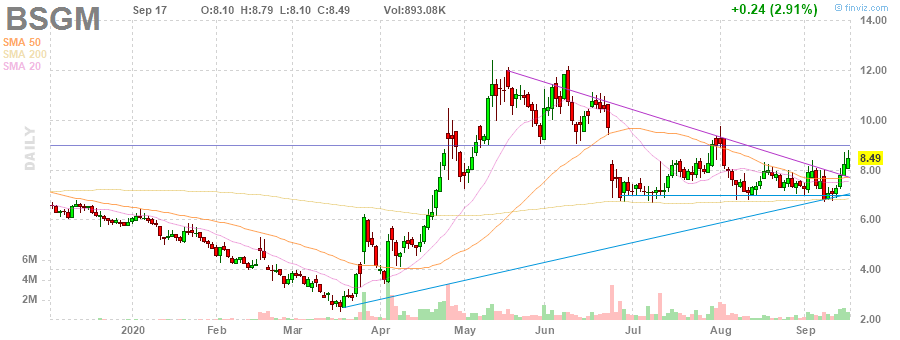 BSGM
Sep 17 O:8.10 H:8.79 L:8.10 C:8.49 Vol:893.08K
+0.24 (2.91%)
© finviz.com
SMA 50
SMA 200
SMA 20
DAILY
14.00
12.00
10.00
8.49
8.00
6.00
4.00
2.00
6M
4M
2M
2020 Feb Mar Apr May Jun Jul Aug Sep